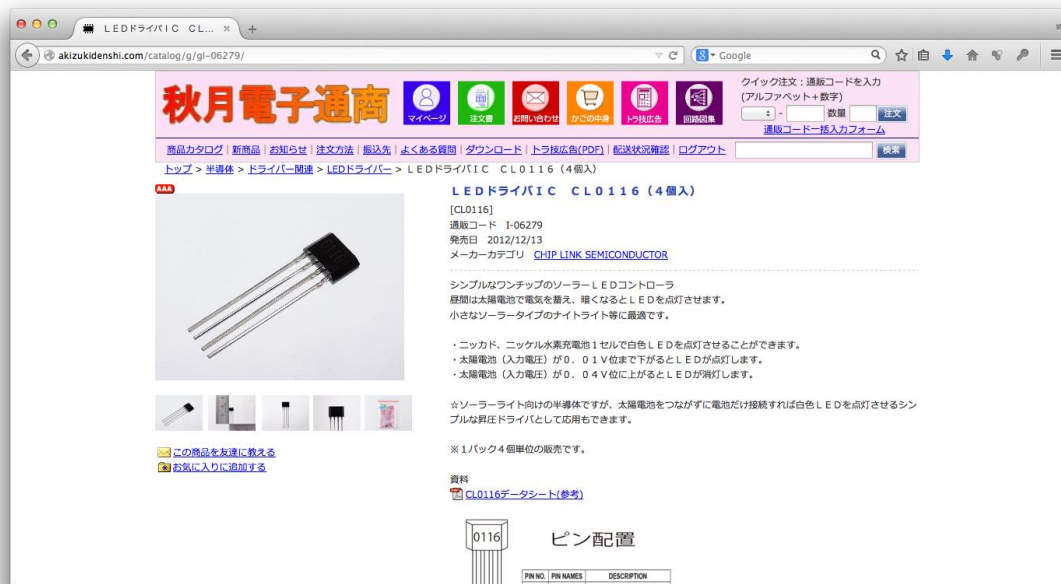 LEDドライバIC CL...
akizukidenshi.com/catalog/g/gl-06279/
Google
秋月電子通商
マイページ
注文書
お問い合わせ
かごの中身
トラ技広告
回路図集
クイック注文：通販コードを入力
(アルファベット＋数字)
- 数量 注文
通販コード一括入力フォーム
商品カタログ | 新商品 | お知らせ | 注文方法 | 振込先 | よくある質問 | ダウンロード | トラ技広告(PDF) | 配送状況確認 | ログアウト
検索
トップ > 半導体 > ドライバー関連 > LEDドライバー > ＬＥＤドライバＩＣ　ＣＬ０１１６（４個入）
AAA
ＬＥＤドライバＩＣ　ＣＬ０１１６（４個入）
[CL0116]
通販コード I-06279
発売日 2012/12/13
メーカーカテゴリ CHIP LINK SEMICONDUCTOR
シンプルなワンチップのソーラーＬＥＤコントローラ
昼間は太陽電池で電気を蓄え、暗くなるとＬＥＤを点灯させます。
小さなソーラータイプのナイトライト等に最適です。
・ニッカド、ニッケル水素充電池１セルで白色ＬＥＤを点灯させることができます。
・太陽電池（入力電圧）が０．０１Ｖ位まで下がるとＬＥＤが点灯します。
・太陽電池（入力電圧）が０．０４Ｖ位に上がるとＬＥＤが消灯します。
☆ソーラーライト向けの半導体ですが、太陽電池をつながずに電池だけ接続すれば白色ＬＥＤを点灯させるシン
プルな昇圧ドライバとして応用もできます。
※１パック４個単位の販売です。
この商品を友達に教える
お気に入りに追加する
資料
CL0116データシート(参考)
0116
ピン配置
PIN NO. PIN NAMES DESCRIPTION